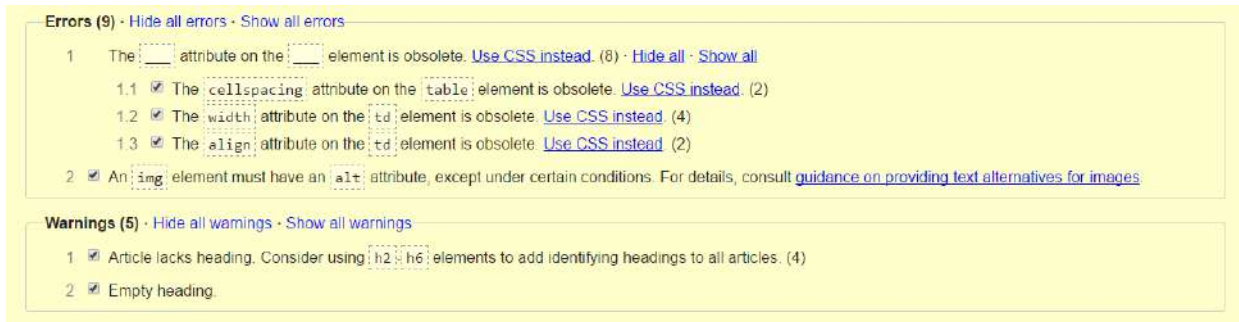 Errors (9) · Hide all errors · Show all errors
1 The ___ attribute on the ___ element is obsolete. Use CSS instead. (8) · Hide all · Show all
1.1 The cellspacing attribute on the table element is obsolete. Use CSS instead. (2)
1.2 The width attribute on the td element is obsolete. Use CSS instead. (4)
1.3 The align attribute on the td element is obsolete. Use CSS instead. (2)
2 An img element must have an alt attribute, except under certain conditions. For details, consult guidance on providing text alternatives for images.
Warnings (5) · Hide all warnings · Show all warnings
1 Article lacks heading. Consider using h2-h6 elements to add identifying headings to all articles. (4)
2 Empty heading.